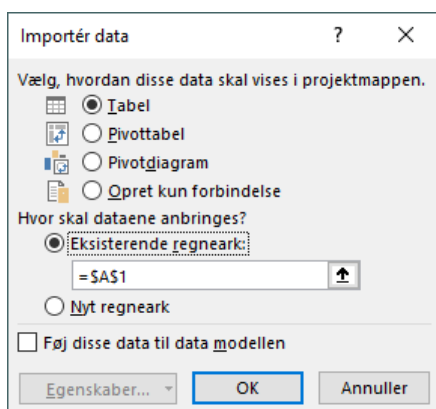 Importér data ?
Vælg, hvordan disse data skal vises i projektmappen.
Tabel
Pivottabel
Pivotdiagram
Opret kun forbindelse
Hvor skal dataene anbringes?
Eksisterende regneark:
=$A$1
Nyt regneark
Føj disse data til data modellen
Egenskaber... OK Annuller